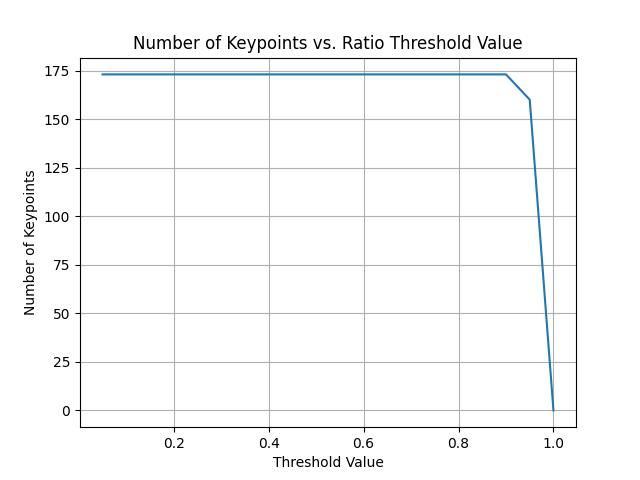 Number of Keypoints vs. Ratio Threshold Value
175
150
125
100
75
50
25
0
Number of Keypoints
0.2 0.4 0.6 0.8 1.0
Threshold Value